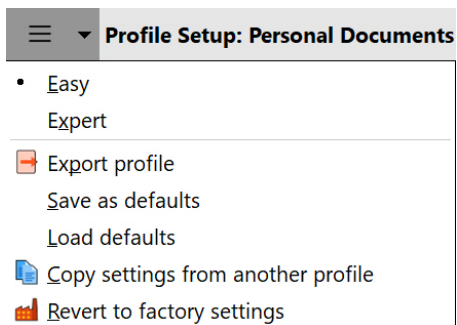 Profile Setup: Personal Documents
Easy
Expert
Export profile
Save as defaults
Load defaults
Copy settings from another profile
Revert to factory settings